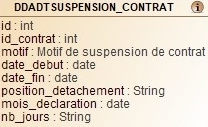 DDADTSUSPENSION_CONTRAT
id : int
id_contrat : int
motif : Motif de suspension de contrat
date_debut : date
date_fin : date
position_detachement : String
mois_declaration : date
nb_jours : String